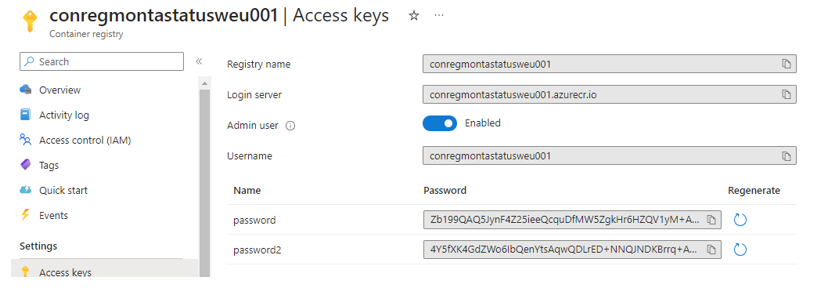 conregmontastatusweu001 | Access keys ☆ ···
Container registry
Search «
Registry name conregmontastatusweu001
Overview
Login server conregmontastatusweu001.azurecr.io
Activity log
Admin user Enabled
Access control (IAM)
Username conregmontastatusweu001
Tags
Quick start
Name Password Regenerate
Events
password Zb199QAQ5JynF4Z25ieeQcquDfMW5ZgkHr6HZQV1yM+A...
Settings
password2 4Y5fXK4GdZWo6IbQenYtsAqwQDLrED+NNQJNDKBrrq+A...
Access keys